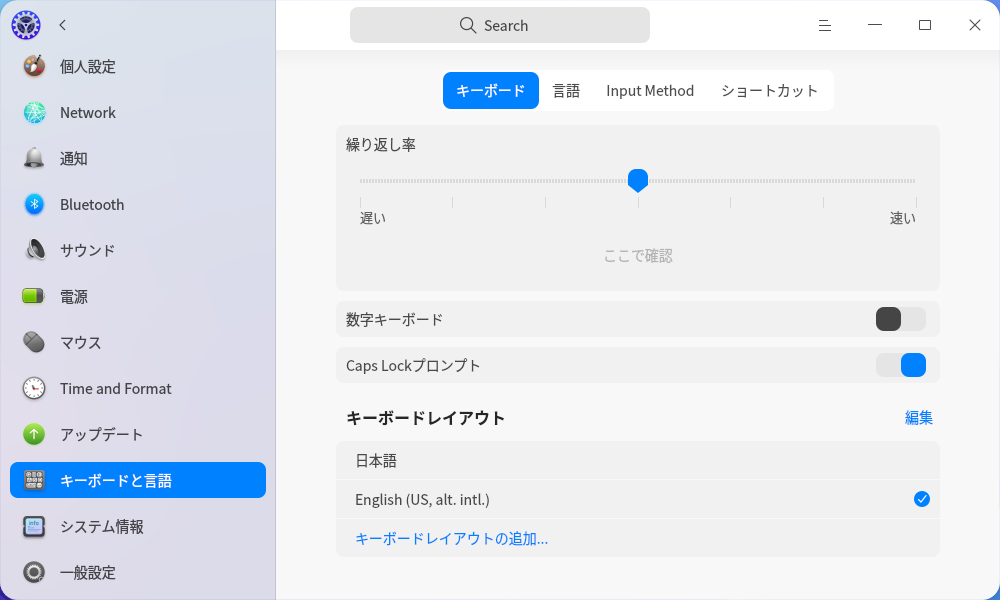 Search
個人設定
Network
通知
Bluetooth
サウンド
電源
マウス
Time and Format
アップデート
キーボードと言語
システム情報
一般設定
キーボード 言語 Input Method ショートカット
繰り返し率
遅い 速い
ここで確認
数字キーボード
Caps Lockプロンプト
キーボードレイアウト 編集
日本語
English (US, alt. intl.)
キーボードレイアウトの追加...